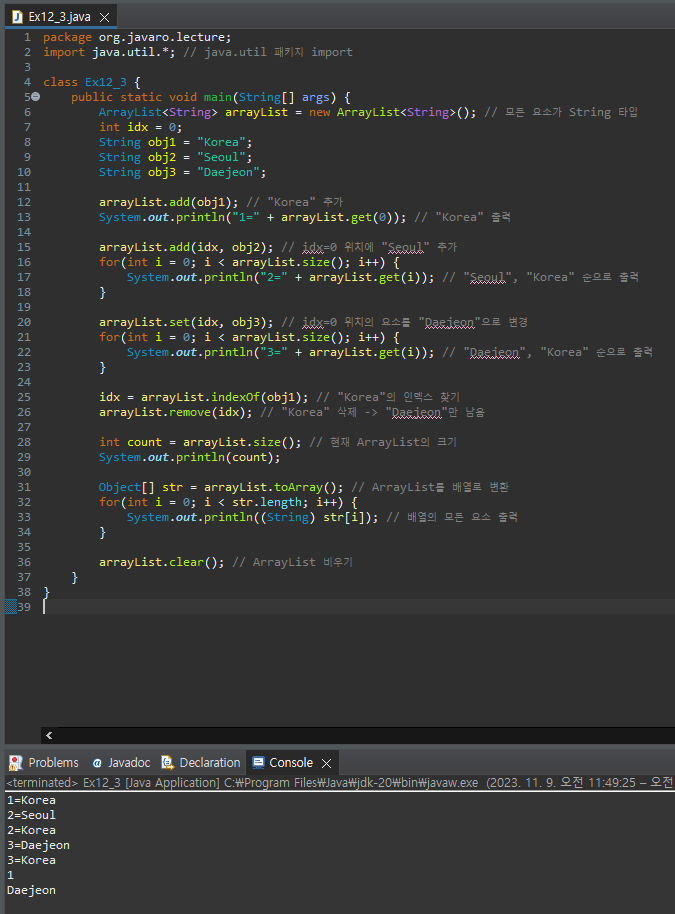 Ex12_3.java
1 package org.javaro.lecture;
2 import java.util.*; // java.util 패키지 import
3
4 class Ex12_3 {
5 public static void main(String[] args) {
6 ArrayList<String> arrayList = new ArrayList<String>(); // 모든 요소가 String 타입
7 int idx = 0;
8 String obj1 = "Korea";
9 String obj2 = "Seoul";
10 String obj3 = "Daejeon";
11
12 arrayList.add(obj1); // "Korea" 추가
13 System.out.println("1=" + arrayList.get(0)); // "Korea" 출력
14
15 arrayList.add(idx, obj2); // idx=0 위치에 "Seoul" 추가
16 for(int i = 0; i < arrayList.size(); i++) {
17 System.out.println("2=" + arrayList.get(i)); // "Seoul", "Korea" 순으로 출력
18 }
19
20 arrayList.set(idx, obj3); // idx=0 위치의 요소를 "Daejeon"으로 변경
21 for(int i = 0; i < arrayList.size(); i++) {
22 System.out.println("3=" + arrayList.get(i)); // "Daejeon", "Korea" 순으로 출력
23 }
24
25 idx = arrayList.indexOf(obj1); // "Korea"의 인덱스 찾기
26 arrayList.remove(idx); // "Korea" 삭제 -> "Daejeon"만 남음
27
28 int count = arrayList.size(); // 현재 ArrayList의 크기
29 System.out.println(count);
30
31 Object[] str = arrayList.toArray(); // ArrayList를 배열로 변환
32 for(int i = 0; i < str.length; i++) {
33 System.out.println((String) str[i]); // 배열의 모든 요소 출력
34 }
35
36 arrayList.clear(); // ArrayList 비우기
37 }
38 }
39
Problems Javadoc Declaration Console
<terminated> Ex12_3 [Java Application] C:₩Program Files₩Java₩jdk-20₩bin₩javaw.exe (2023. 11. 9. 오전 11:49:25 – 오전
1=Korea
2=Seoul
2=Korea
3=Daejeon
3=Korea
1
Daejeon